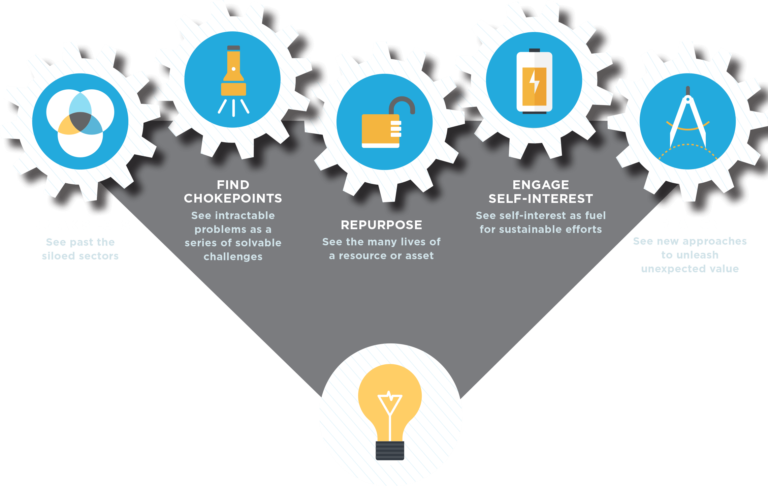 FIND
CHOKEPOINTS
See intractable
problems as a
series of solvable
challenges
REPURPOSE
See the many lives of
a resource or asset
ENGAGE
SELF-INTEREST
See self-interest as fuel
for sustainable efforts
See past the
siloed sectors
See new approaches
to unleash
unexpected value